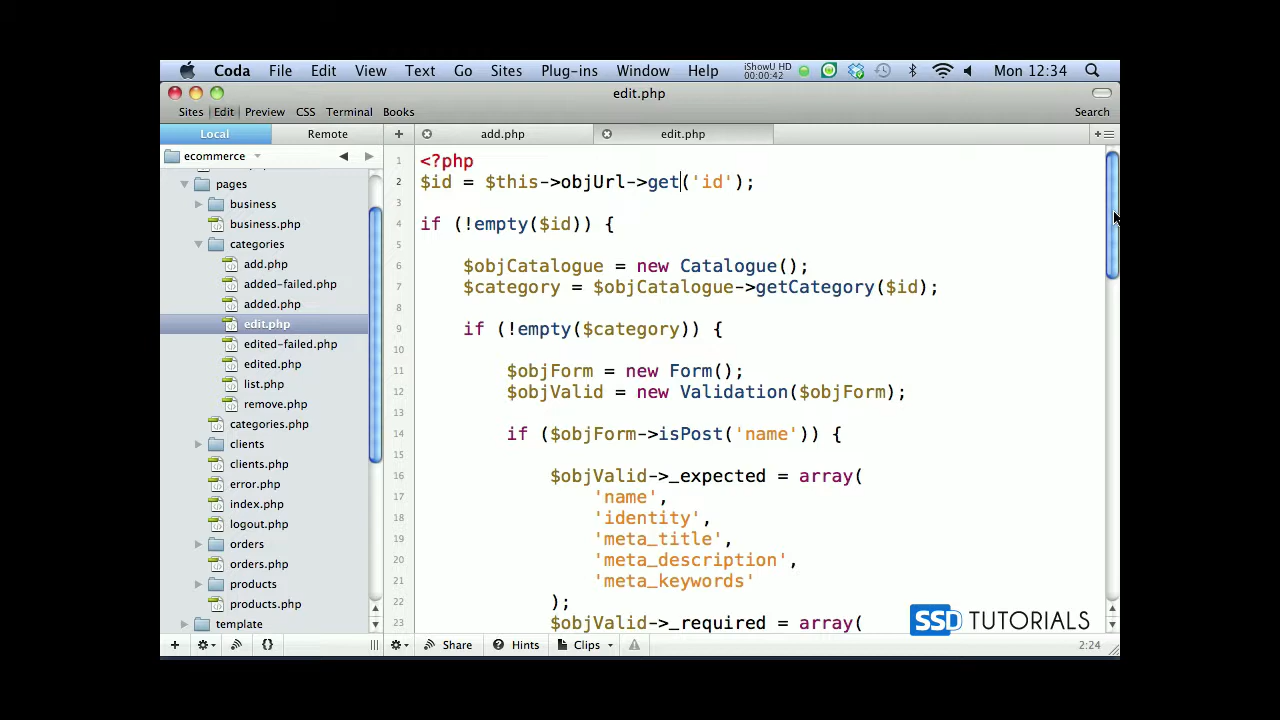 Coda File Edit View Text Go Sites Plug-ins Window Help iShowU HD 00:00:42 Mon 12:34
edit.php
Sites Edit Preview CSS Terminal Books Search
Local Remote + add.php edit.php
ecommerce
pages
business
business.php
categories
add.php
added-failed.php
added.php
edit.php
edited-failed.php
edited.php
list.php
remove.php
categories.php
clients
clients.php
error.php
index.php
logout.php
orders
orders.php
products
products.php
template
1 <?php
2 $id = $this->objUrl->get('id');
3
4 if (!empty($id)) {
5
6 $objCatalogue = new Catalogue();
7 $category = $objCatalogue->getCategory($id);
8
9 if (!empty($category)) {
10
11 $objForm = new Form();
12 $objValid = new Validation($objForm);
13
14 if ($objForm->isPost('name')) {
15
16 $objValid->_expected = array(
17 'name',
18 'identity',
19 'meta_title',
20 'meta_description',
21 'meta_keywords'
22 );
23 $objValid->_required = array(
SSD TUTORIALS
+ {} Share Hints Clips 2:24